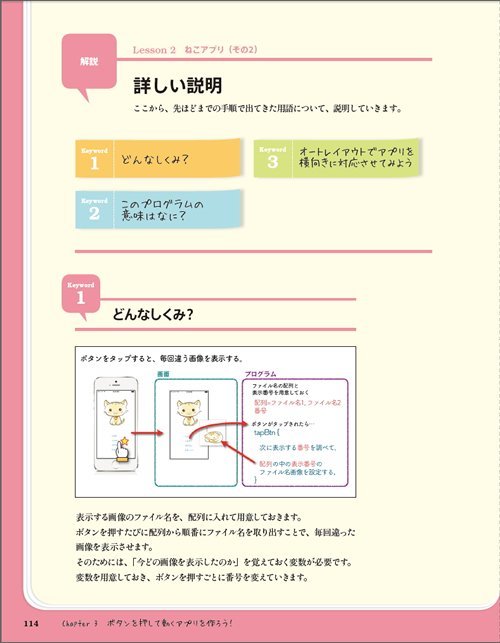 解説
Lesson 2 ねこアプリ（その2）
詳しい説明
ここから、先ほどまでの手順で出てきた用語について、説明していきます。
Keyword
1
どんなしくみ？
Keyword
2
このプログラムの
意味はなに？
Keyword
3
オートレイアウトでアプリを
横向きに対応させてみよう
Keyword
1
どんなしくみ？
ボタンをタップすると、毎回違う画像を表示する。
画面
プログラム
ファイル名の配列と
表示番号を用意しておく
配列=ファイル名1,ファイル名2
番号
ボタンがタップされたら…
tapBtn {
次に表示する番号を調べて、
配列の中の表示番号の
ファイル名画像を設定する。
}
表示する画像のファイル名を、配列に入れて用意しておきます。
ボタンを押すたびに配列から順番にファイル名を取り出すことで、毎回違った
画像を表示させます。
そのためには、「今どの画像を表示したのか」を覚えておく変数が必要です。
変数を用意しておき、ボタンを押すごとに番号を変えていきます。
114 Chapter 3 ボタンを押して動くアプリを作ろう！